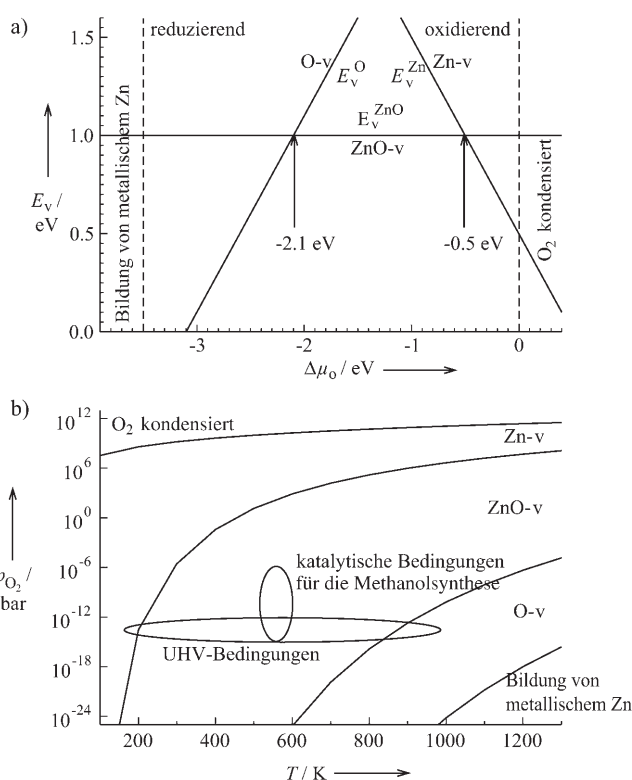 a)
reduzierend
oxidierend
1.5
1.0
0.5
0.0
E_v / eV
Bildung von metallischem Zn
O-v
E_v^O
E_v^Zn
Zn-v
E_v^ZnO
ZnO-v
-2.1 eV
-0.5 eV
O₂ kondensiert
-3 -2 -1 0
Δμ_o / eV
b)
10^12
10^6
10^0
10^-6
10^-12
10^-18
10^-24
p_O₂ /
bar
O₂ kondensiert
Zn-v
ZnO-v
katalytische Bedingungen
für die Methanolsynthese
O-v
UHV-Bedingungen
Bildung von
metallischem Zn
200 400 600 800 1000 1200
T / K